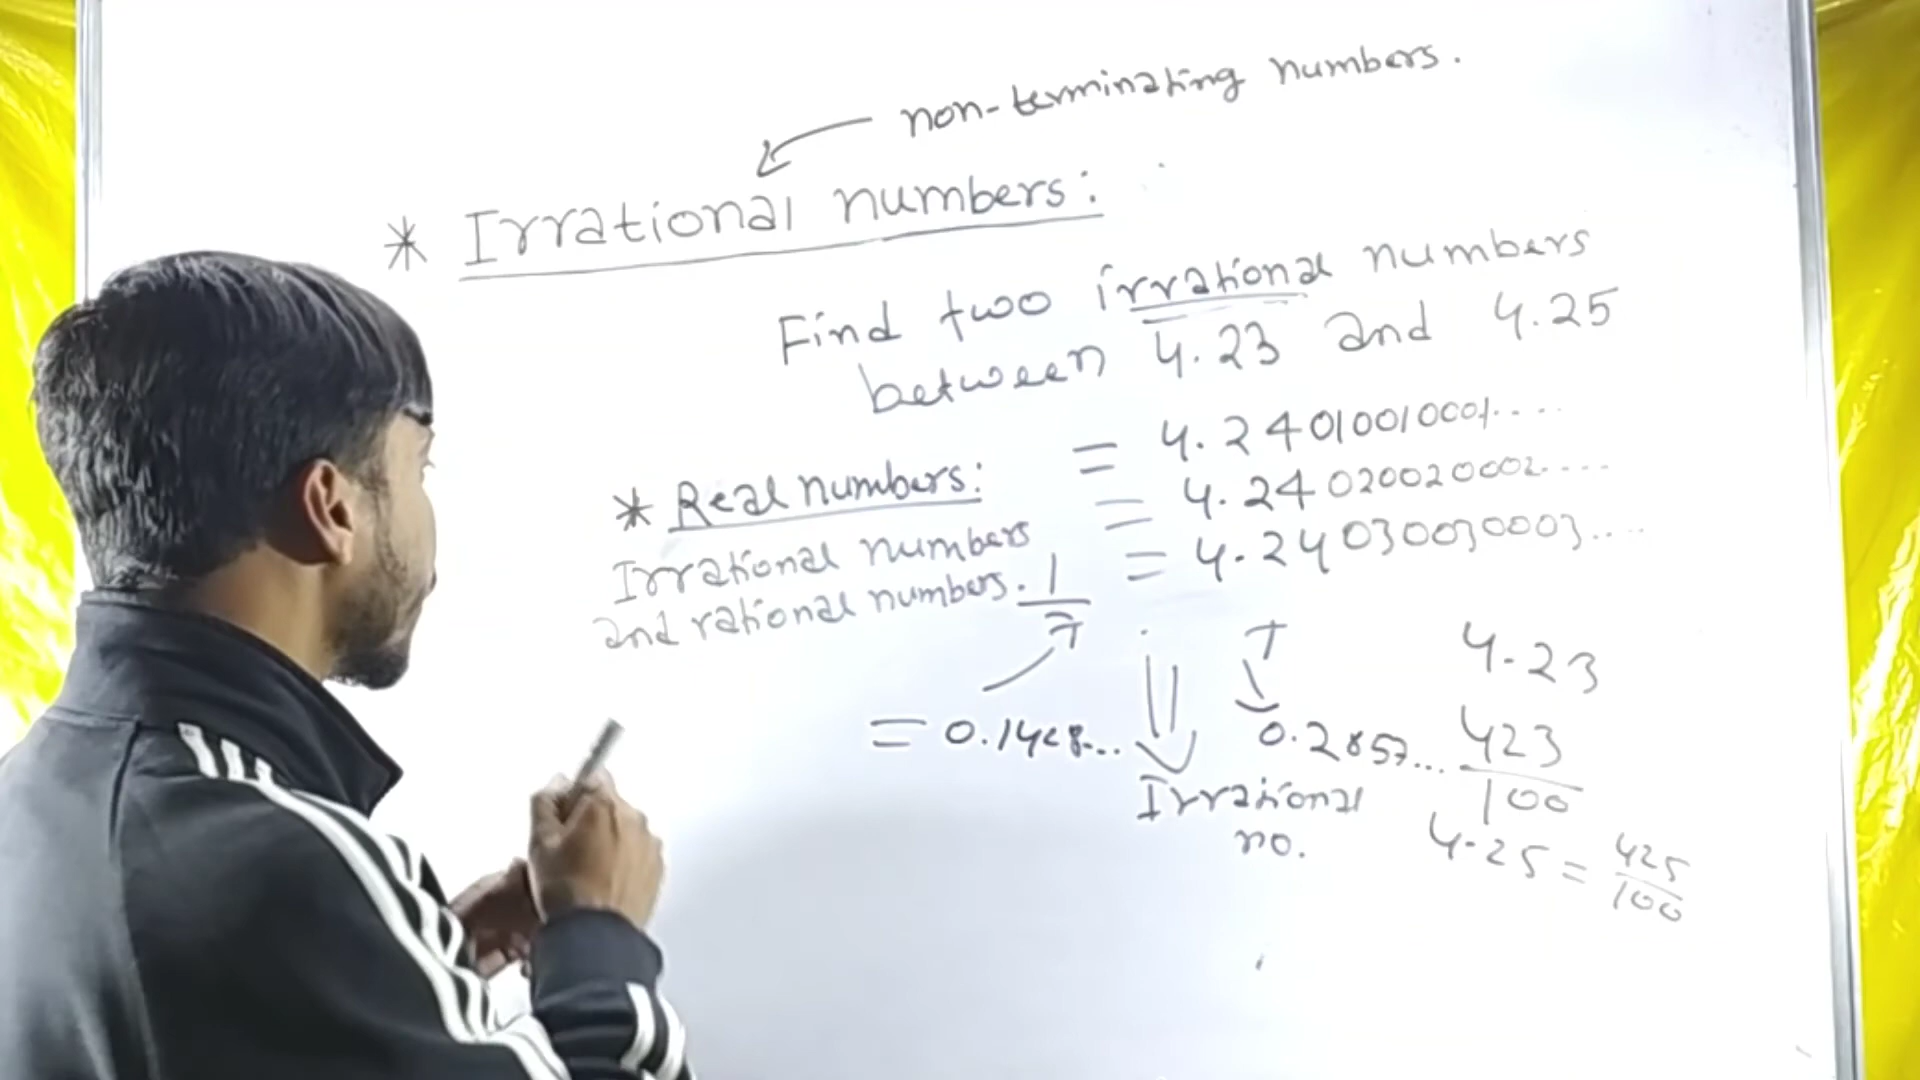 non-terminating numbers.
* Irrational numbers:
Find two irrational numbers
between 4.23 and 4.25
= 4.24010010001....
= 4.24020020002....
= 4.24030030003....
* Real numbers:
Irrational numbers
and rational numbers.
1
7
= 0.1428...
0.2857...
Irrational
no.
4.23
423
100
4.25 = 425
100